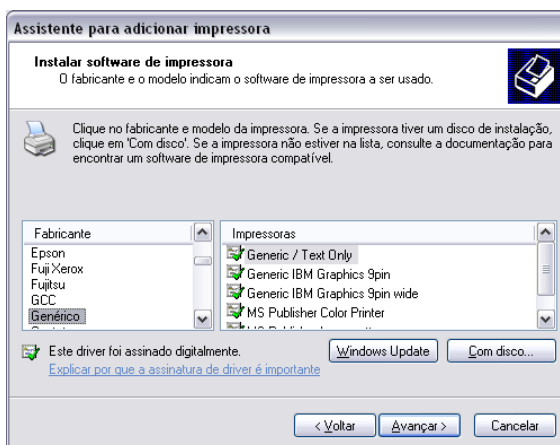 Assistente para adicionar impressora
Instalar software de impressora
O fabricante e o modelo indicam o software de impressora a ser usado.
Clique no fabricante e modelo da impressora. Se a impressora tiver um disco de instalação,
clique em 'Com disco'. Se a impressora não estiver na lista, consulte a documentação para
encontrar um software de impressora compatível.
Fabricante
Epson
Fuji Xerox
Fujitsu
GCC
Genérico
Impressoras
Generic / Text Only
Generic IBM Graphics 9pin
Generic IBM Graphics 9pin wide
MS Publisher Color Printer
Este driver foi assinado digitalmente.
Explicar por que a assinatura de driver é importante
Windows Update
Com disco...
< Voltar
Avançar >
Cancelar